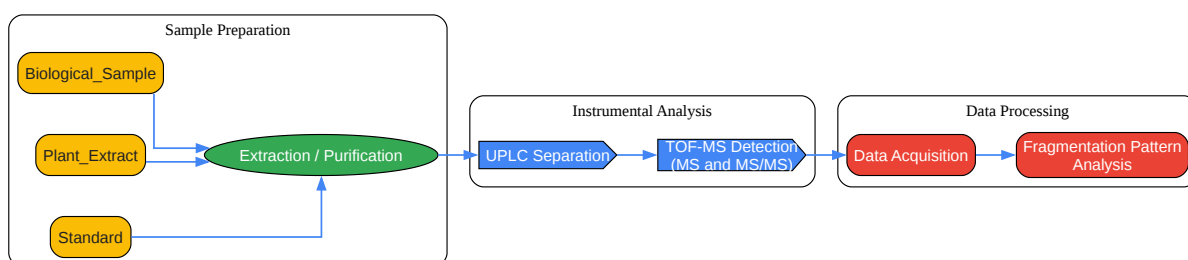 Sample Preparation
Biological_Sample
Plant_Extract
Standard
Extraction / Purification
Instrumental Analysis
UPLC Separation
TOF-MS Detection
(MS and MS/MS)
Data Processing
Data Acquisition
Fragmentation Pattern
Analysis